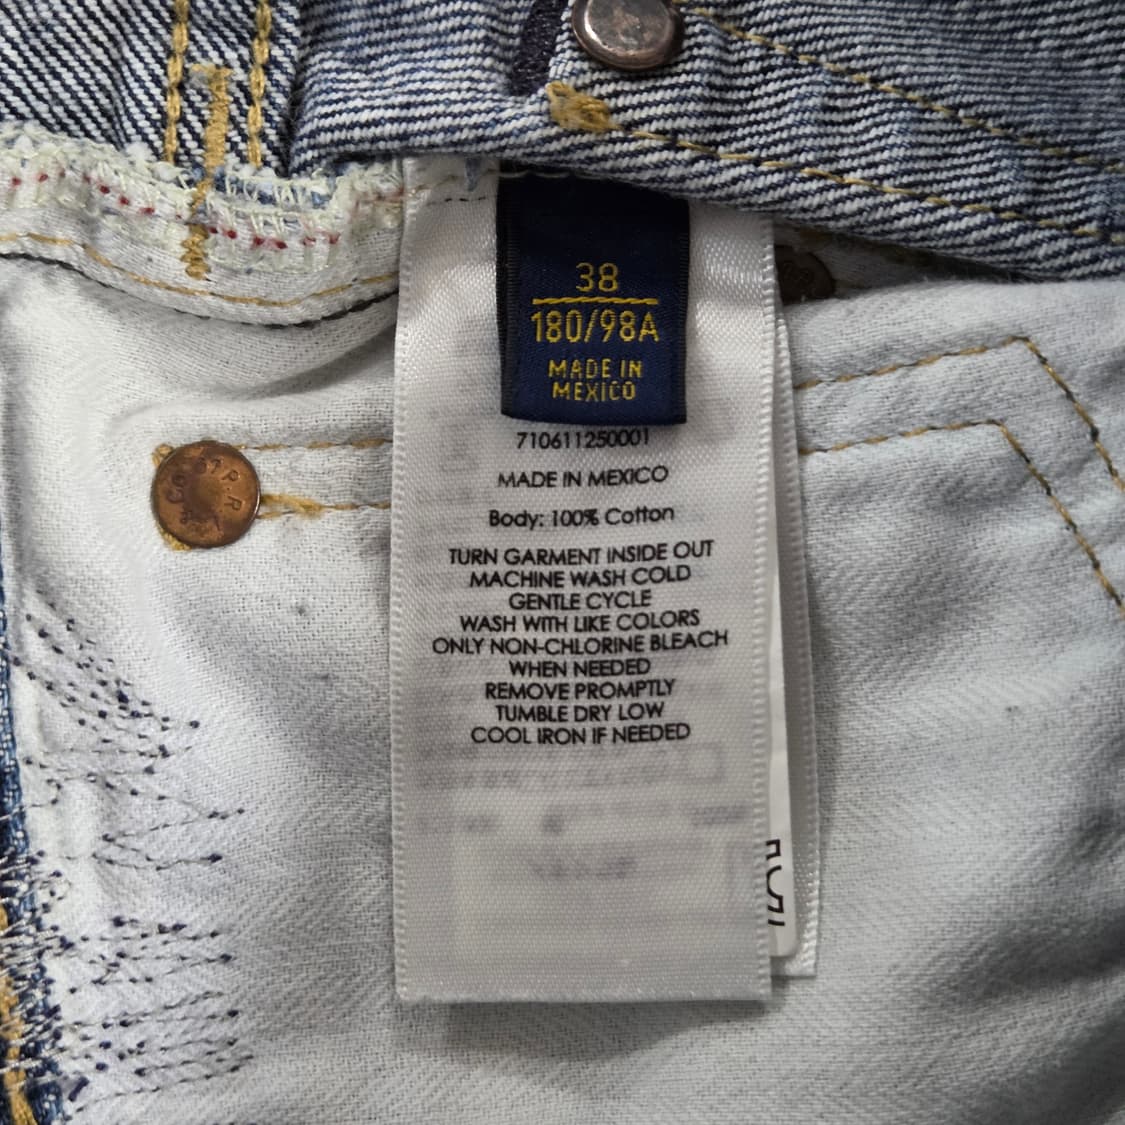 38
180/98A
MADE IN
MEXICO
710611250001
MADE IN MEXICO
Body: 100% Cotton
TURN GARMENT INSIDE OUT
MACHINE WASH COLD
GENTLE CYCLE
WASH WITH LIKE COLORS
ONLY NON-CHLORINE BLEACH
WHEN NEEDED
REMOVE PROMPTLY
TUMBLE DRY LOW
COOL IRON IF NEEDED